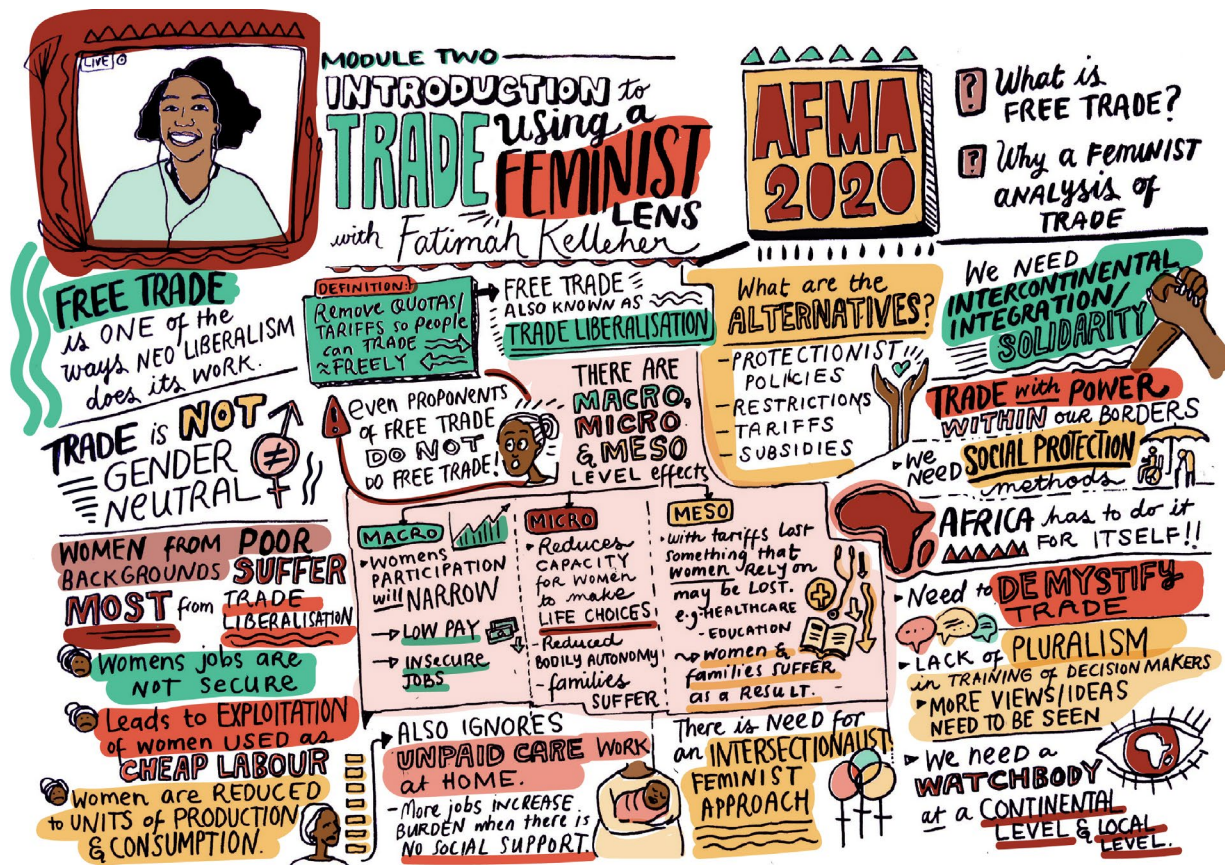 LIVE
MODULE TWO
INTRODUCTION to
TRADE using a
FEMINIST
LENS
with Fatimah Kelleher
AFMA
2020
? What is
FREE TRADE?
? Why a FEMINIST
ANALYSIS of
TRADE
FREE TRADE
is ONE of the
ways NEO LIBERALISM
does its WORK.
TRADE is NOT
GENDER
NEUTRAL
≠
WOMEN FROM POOR
BACKGROUNDS SUFFER
MOST from TRADE
LIBERALISATION
Womens jobs are
NOT SECURE
Leads to EXPLOITATION
of women USED as
CHEAP LABOUR
Women are REDUCED
to UNITS of PRODUCTION
& CONSUMPTION.
DEFINITION:
REMOVE QUOTAS/
TARIFFS so people
can TRADE
≈FREELY
FREE TRADE
ALSO KNOWN AS
TRADE LIBERALISATION
! even PROPONENTS
of FREE TRADE
DO NOT
DO FREE TRADE!
THERE ARE
MACRO,
MICRO
& MESO
LEVEL effects
MACRO
womens
PARTICIPATION
will NARROW
LOW PAY
INSECURE
JOBS
MICRO
Reduces
CAPACITY
for WOMEN
to make
LIFE CHOICES
- Reduced
BODILY AUTONOMY
- families
SUFFER
MESO
with tariffs lost
something that
women RELY on
may be LOST.
e.g:-HEALTHCARE
- EDUCATION
women &
families SUFFER
as a RESULT.
ALSO IGNORES
UNPAID CARE WORK
at HOME.
- More jobs INCREASE
BURDEN when there is
NO SOCIAL SUPPORT.
There is NEED for
an INTERSECTIONALIST
FEMINIST
APPROACH
What are the
ALTERNATIVES?
- PROTECTIONIST
POLICIES
- RESTRICTIONS
- TARIFFS
- SUBSIDIES
We NEED
INTERCONTINENTAL
INTEGRATION/
SOLIDARITY
TRADE with POWER
WITHIN our BORDERS
We
NEED SOCIAL PROTECTION
methods
AFRICA has to do it
FOR ITSELF!!
Need to DEMYSTIFY
TRADE
LACK of PLURALISM
in TRAINING of DECISION MAKERS
MORE VIEWS/IDEAS
NEED TO BE SEEN
We need a
WATCHBODY
at a CONTINENTAL
LEVEL & LOCAL
LEVEL.